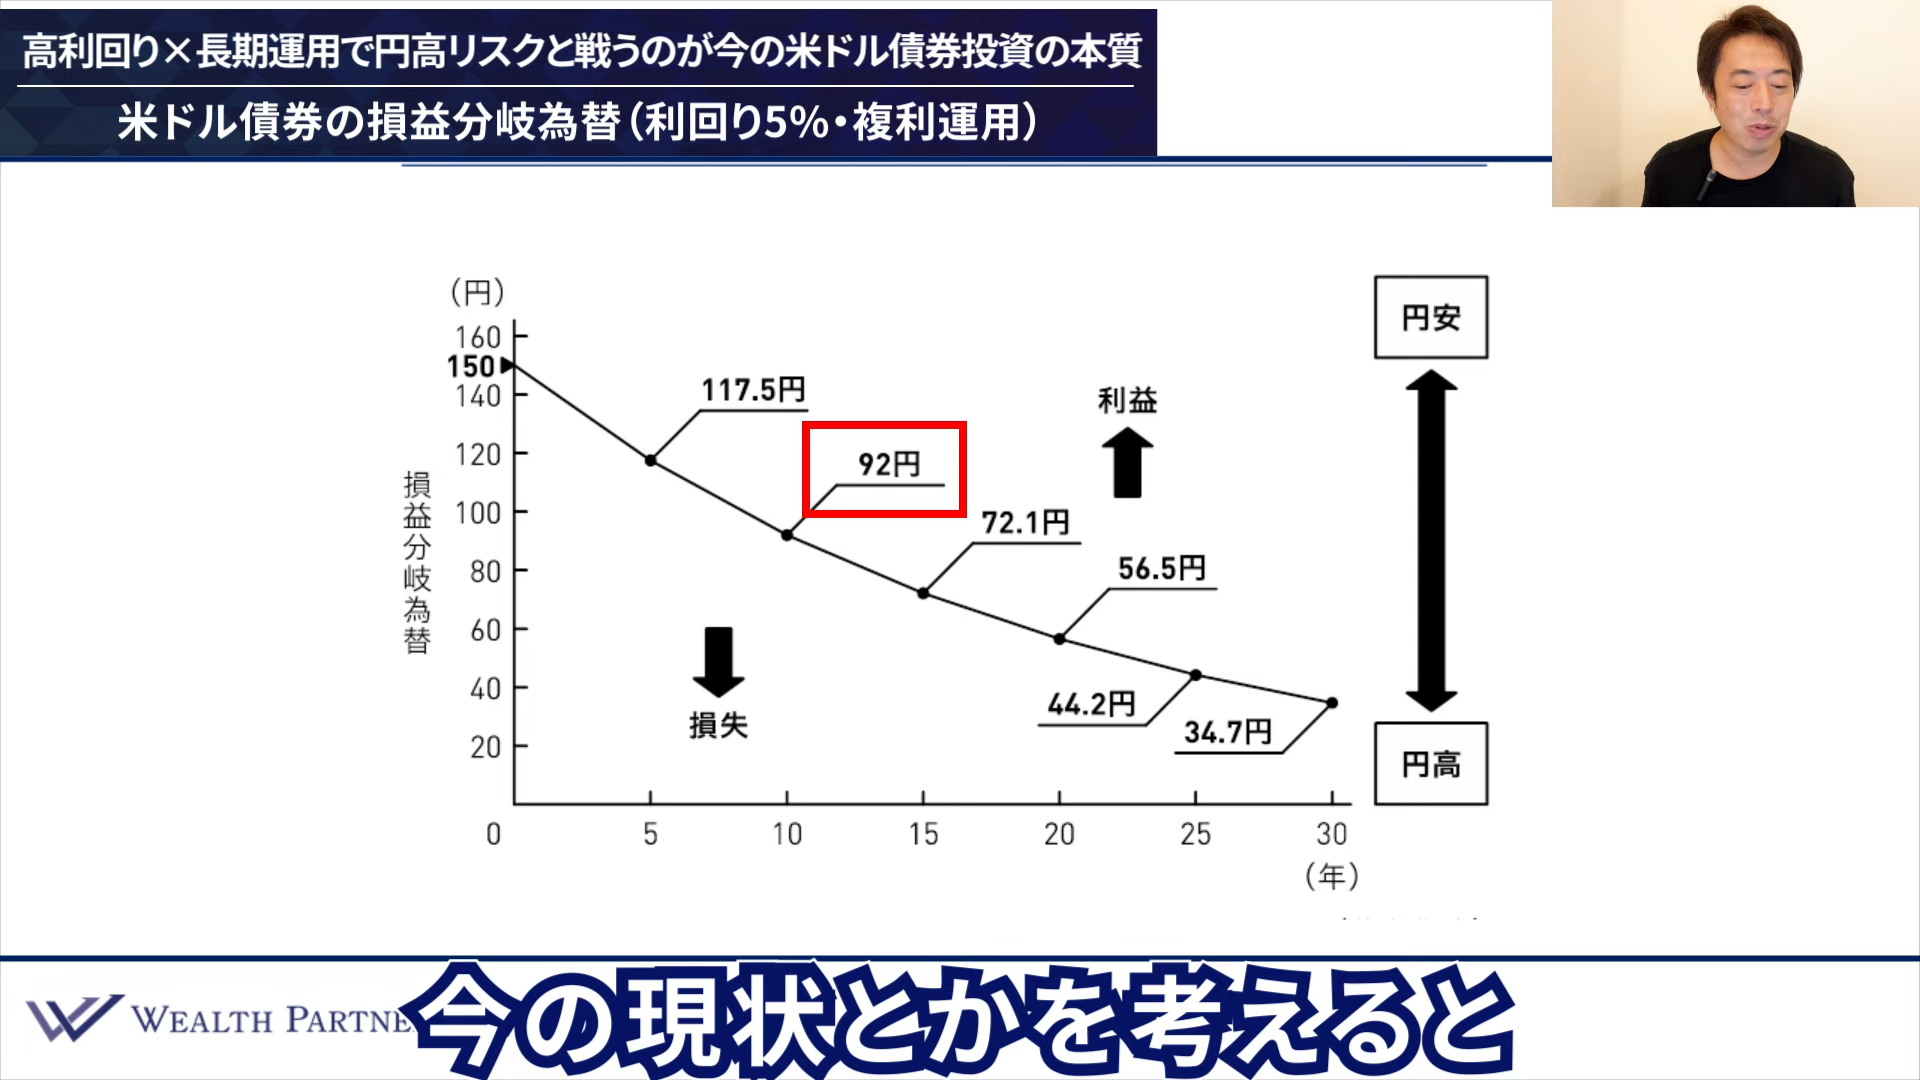 高利回り×長期運用で円高リスクと戦うのが今の米ドル債券投資の本質
米ドル債券の損益分岐為替（利回り5%・複利運用）
（円）
160
150
140
120
100
80
60
40
20
損益分岐為替
117.5円
92円
72.1円
56.5円
44.2円
34.7円
利益
損失
円安
円高
0 5 10 15 20 25 30
（年）
WEALTH PARTNE
今の現状とかを考えると